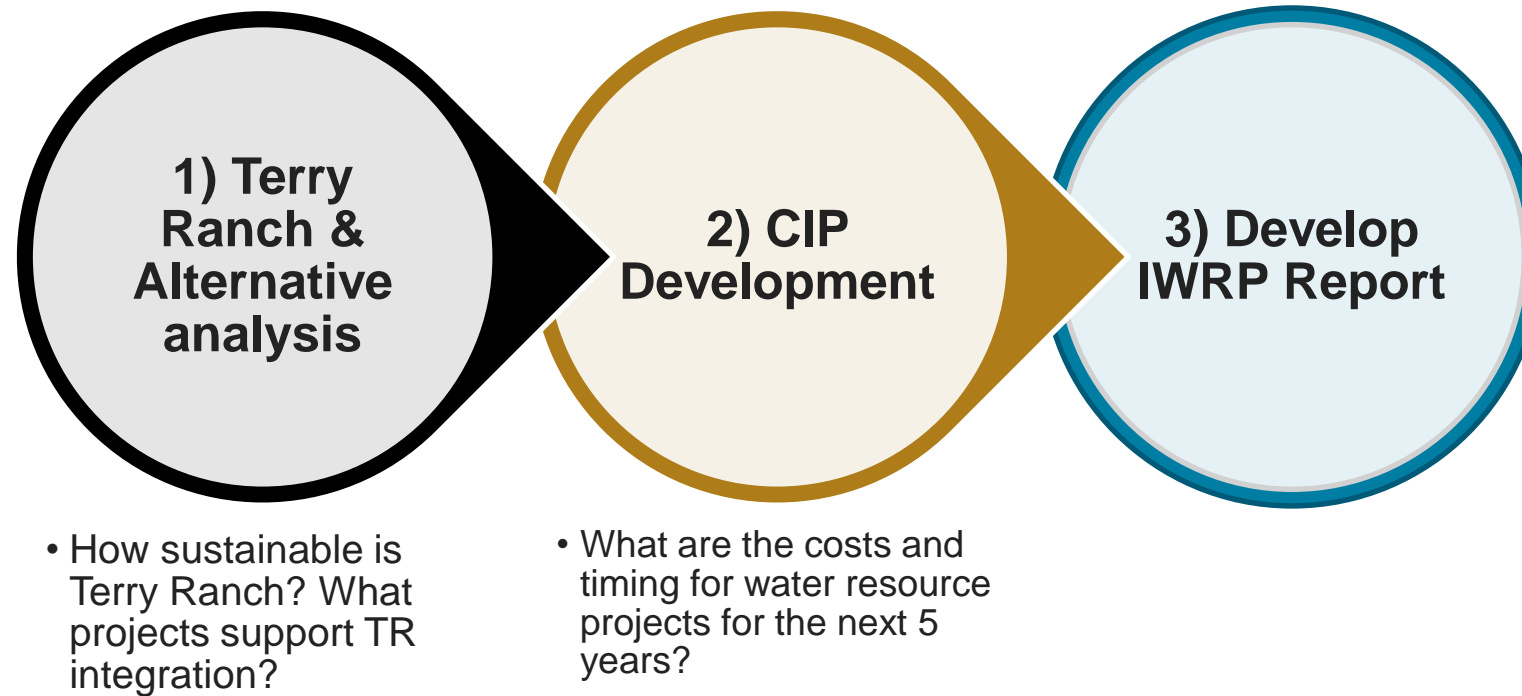 1) Terry
Ranch &
Alternative
analysis
2) CIP
Development
3) Develop
IWRP Report
• How sustainable is
Terry Ranch? What
projects support TR
integration?
• What are the costs and
timing for water resource
projects for the next 5
years?